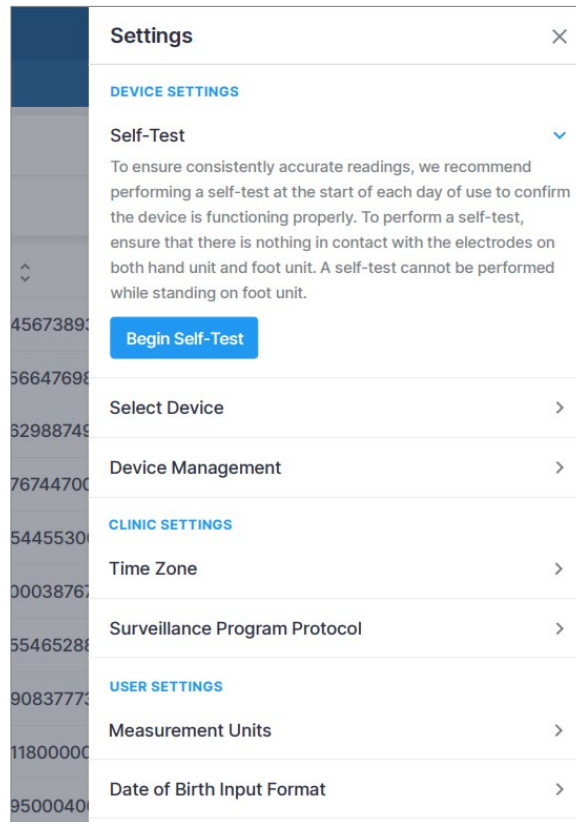 Settings
DEVICE SETTINGS
Self-Test
To ensure consistently accurate readings, we recommend
performing a self-test at the start of each day of use to confirm
the device is functioning properly. To perform a self-test,
ensure that there is nothing in contact with the electrodes on
both hand unit and foot unit. A self-test cannot be performed
while standing on foot unit.
Begin Self-Test
Select Device
Device Management
CLINIC SETTINGS
Time Zone
Surveillance Program Protocol
USER SETTINGS
Measurement Units
Date of Birth Input Format